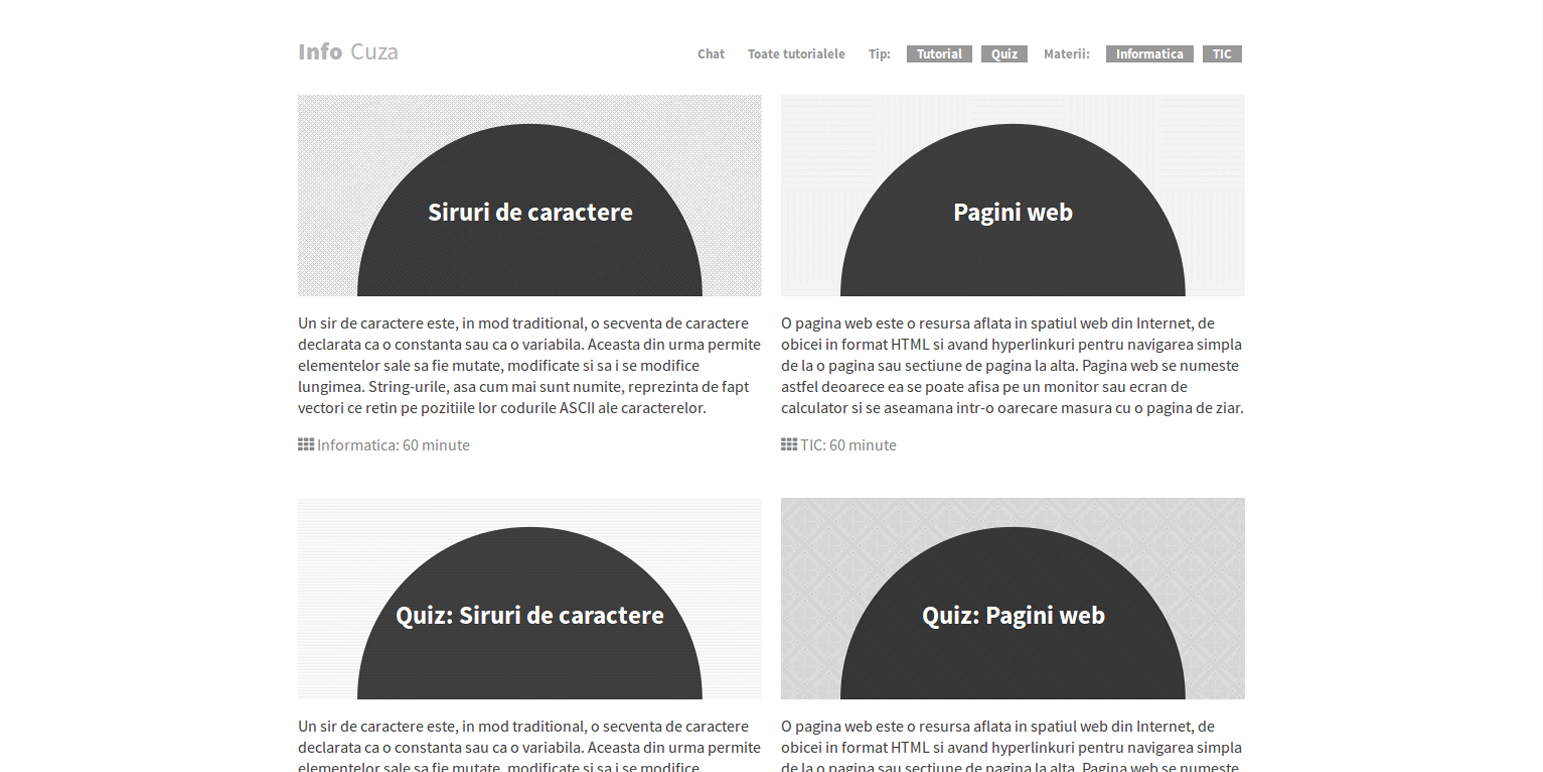 Info Cuza
Chat Toate tutorialele Tip: Tutorial Quiz Materii: Informatica TIC
Siruri de caractere
Un sir de caractere este, in mod traditional, o secventa de caractere
declarata ca o constanta sau ca o variabila. Aceasta din urma permite
elementelor sale sa fie mutate, modificate si sa i se modifice
lungimea. String-urile, asa cum mai sunt numite, reprezinta de fapt
vectori ce retin pe pozitiile lor codurile ASCII ale caracterelor.
Informatica: 60 minute
Pagini web
O pagina web este o resursa aflata in spatiul web din Internet, de
obicei in format HTML si avand hyperlinkuri pentru navigarea simpla
de la o pagina sau sectiune de pagina la alta. Pagina web se numeste
astfel deoarece ea se poate afisa pe un monitor sau ecran de
calculator si se aseamana intr-o oarecare masura cu o pagina de ziar.
TIC: 60 minute
Quiz: Siruri de caractere
Un sir de caractere este, in mod traditional, o secventa de caractere
declarata ca o constanta sau ca o variabila. Aceasta din urma permite
elementelor sale sa fie mutate, modificate si sa i se modifice
Quiz: Pagini web
O pagina web este o resursa aflata in spatiul web din Internet, de
obicei in format HTML si avand hyperlinkuri pentru navigarea simpla
de la o pagina sau sectiune de pagina la alta. Pagina web se numeste